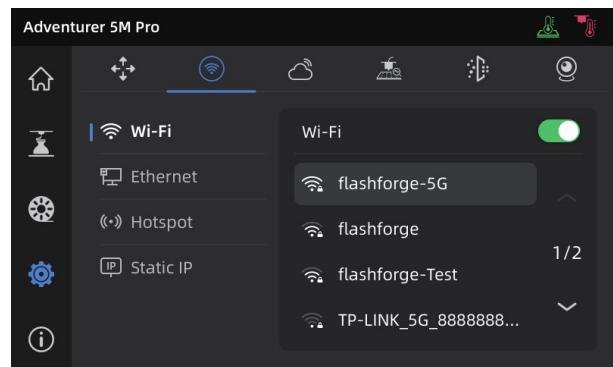 Adventurer 5M Pro
Wi-Fi
Ethernet
Hotspot
IP Static IP
Wi-Fi
flashforge-5G
flashforge
flashforge-Test
TP-LINK_5G_8888888...
1/2